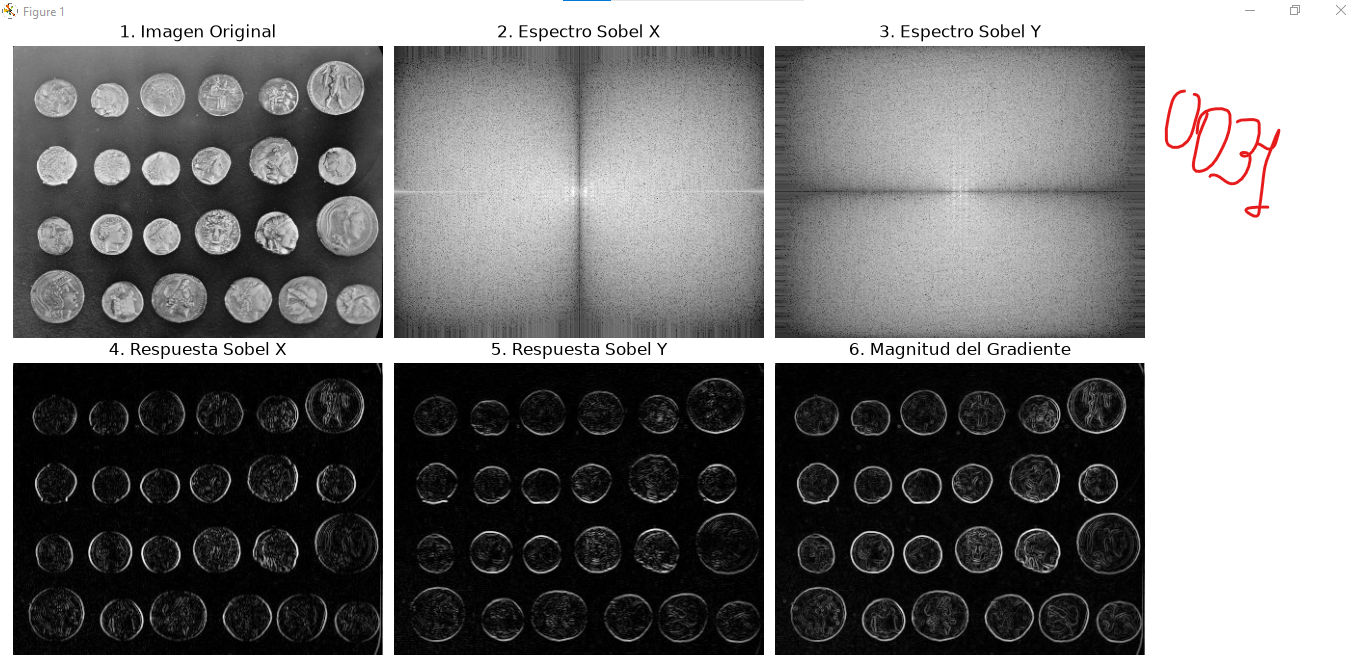 Figure 1
1. Imagen Original
2. Espectro Sobel X
3. Espectro Sobel Y
4. Respuesta Sobel X
5. Respuesta Sobel Y
6. Magnitud del Gradiente